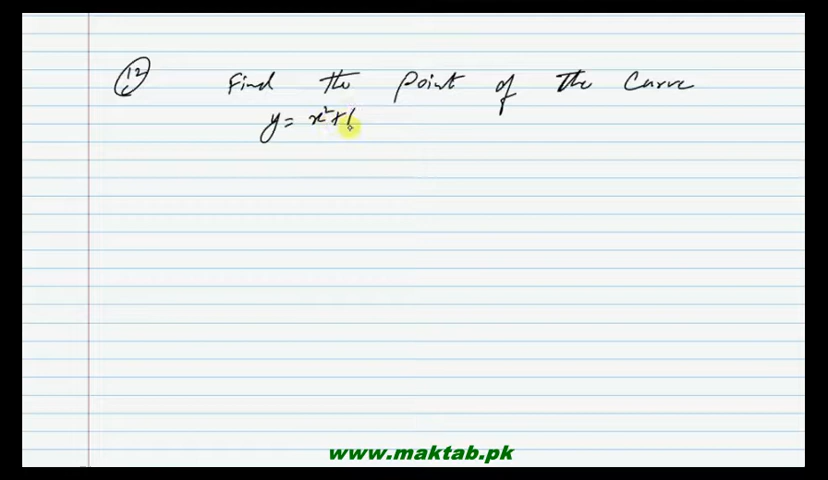 12 Find the point of the curve
y = x²+1
www.maktab.pk